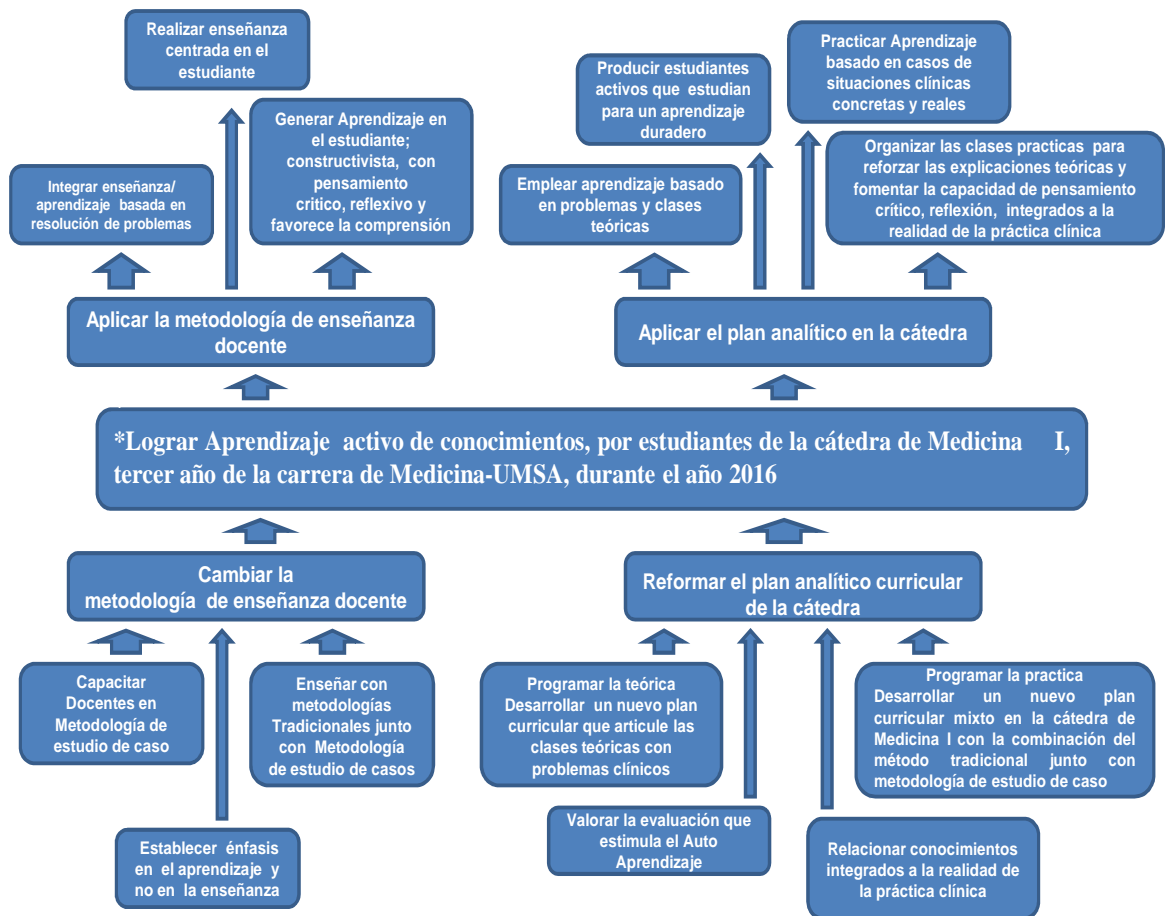 Realizar enseñanza
centrada en el
estudiante
Practicar Aprendizaje
basado en casos de
situaciones clínicas
concretas y reales
Producir estudiantes
activos que estudian
para un aprendizaje
duradero
Generar Aprendizaje en
el estudiante;
constructivista, con
pensamiento
critico, reflexivo y
favorece la comprensión
Organizar las clases practicas para
reforzar las explicaciones teóricas y
fomentar la capacidad de pensamiento
crítico, reflexión, integrados a la
realidad de la práctica clínica
Integrar enseñanza/
aprendizaje basada en
resolución de problemas
Emplear aprendizaje basado
en problemas y clases
teóricas
Aplicar la metodología de enseñanza
docente
Aplicar el plan analítico en la cátedra
*Lograr Aprendizaje activo de conocimientos, por estudiantes de la cátedra de Medicina I,
tercer año de la carrera de Medicina-UMSA, durante el año 2016
Cambiar la
metodología de enseñanza docente
Reformar el plan analítico curricular
de la cátedra
Capacitar
Docentes en
Metodología de
estudio de caso
Enseñar con
metodologías
Tradicionales junto
con Metodología
de estudio de casos
Programar la teórica
Desarrollar un nuevo plan
curricular que articule las
clases teóricas con
problemas clínicos
Programar la practica
Desarrollar un nuevo plan
curricular mixto en la cátedra de
Medicina I con la combinación del
método tradicional junto con
metodología de estudio de caso
Establecer énfasis
en el aprendizaje y
no en la enseñanza
Valorar la evaluación que
estimula el Auto
Aprendizaje
Relacionar conocimientos
integrados a la realidad de
la práctica clínica